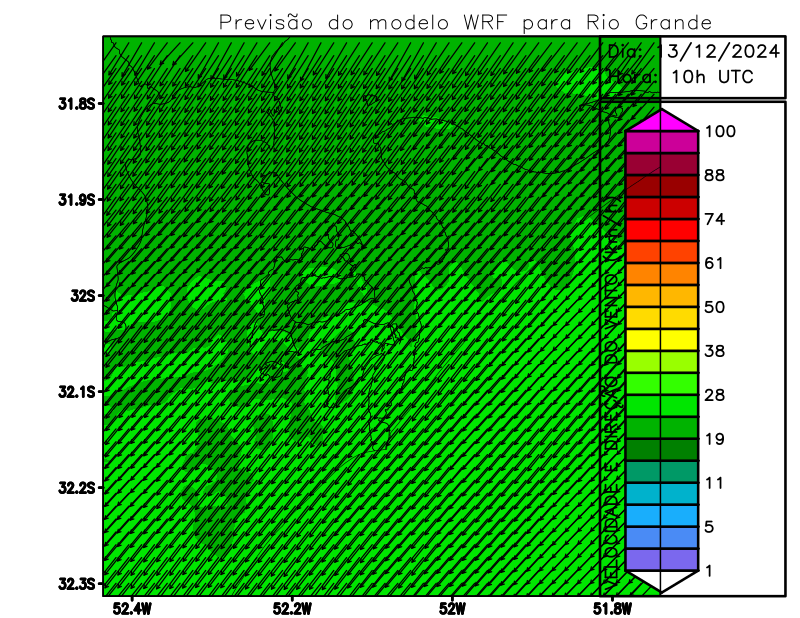 Previsão do modelo WRF para Rio Grande
Dia: 13/12/2024
Hora: 10h UTC
31.8S
31.9S
32S
32.1S
32.2S
32.3S
52.4W
52.2W
52W
51.8W
VELOCIDADE E DIREÇÃO DO VENTO (km/h)
100
88
74
61
50
38
28
19
11
5
1